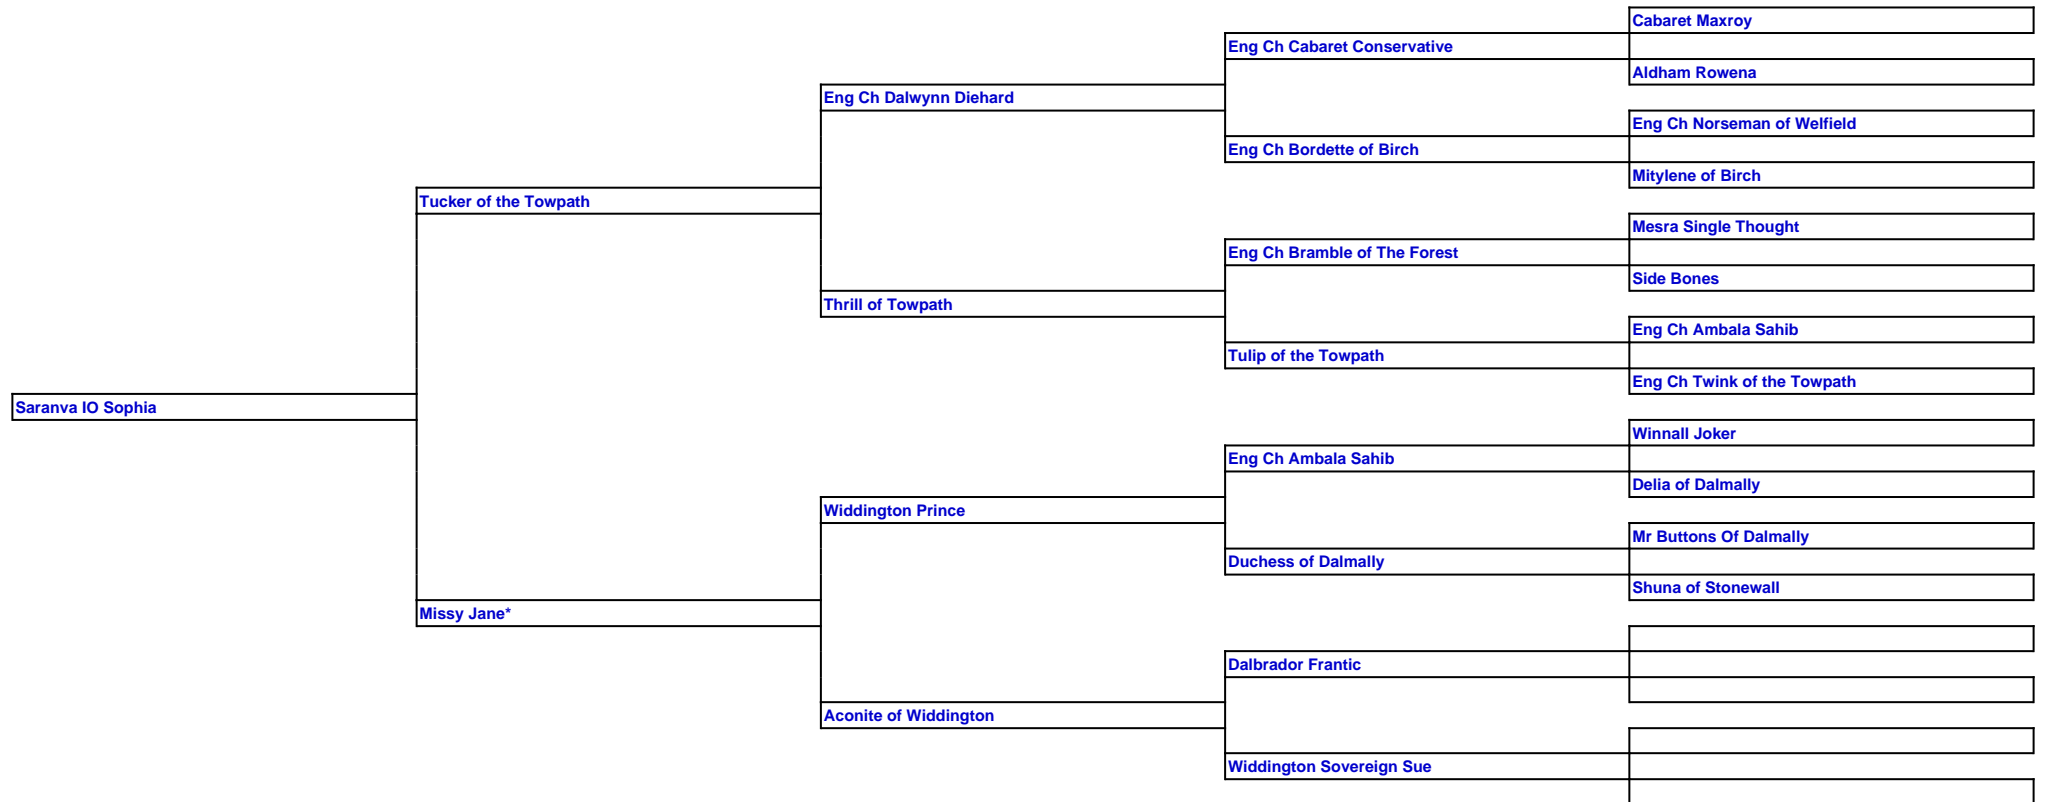 Cabaret Maxroy
Eng Ch Cabaret Conservative
Aldham Rowena
Eng Ch Dalwynn Diehard
Eng Ch Norseman of Welfield
Eng Ch Bordette of Birch
Mitylene of Birch
Tucker of the Towpath
Mesra Single Thought
Eng Ch Bramble of The Forest
Side Bones
Thrill of Towpath
Eng Ch Ambala Sahib
Tulip of the Towpath
Eng Ch Twink of the Towpath
Saranva IO Sophia
Winnall Joker
Eng Ch Ambala Sahib
Delia of Dalmally
Widdington Prince
Mr Buttons Of Dalmally
Duchess of Dalmally
Shuna of Stonewall
Missy Jane*
Dalbrador Frantic
Aconite of Widdington
Widdington Sovereign Sue